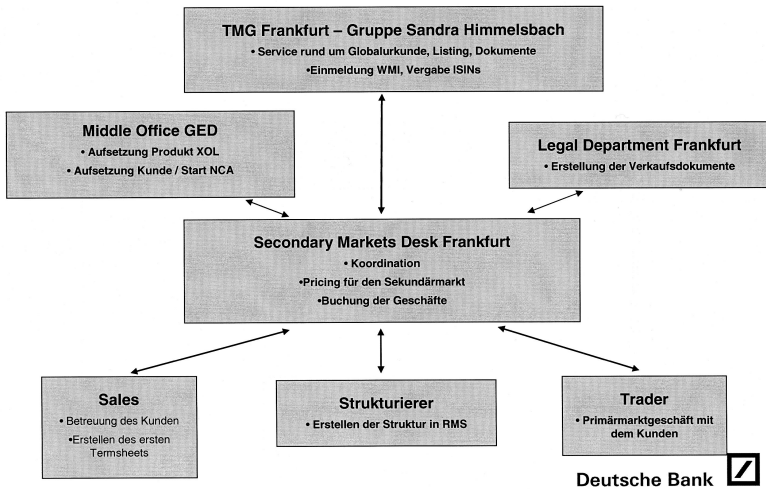 TMG Frankfurt – Gruppe Sandra Himmelsbach
• Service rund um Globalurkunde, Listing, Dokumente
•Einmeldung WMI, Vergabe ISINs
Middle Office GED
• Aufsetzung Produkt XOL
• Aufsetzung Kunde / Start NCA
Legal Department Frankfurt
• Erstellung der Verkaufsdokumente
Secondary Markets Desk Frankfurt
• Koordination
•Pricing für den Sekundärmarkt
•Buchung der Geschäfte
Sales
• Betreuung des Kunden
•Erstellen des ersten
Termsheets
Strukturierer
• Erstellen der Struktur in RMS
Trader
• Primärmarktgeschäft mit
dem Kunden
Deutsche Bank